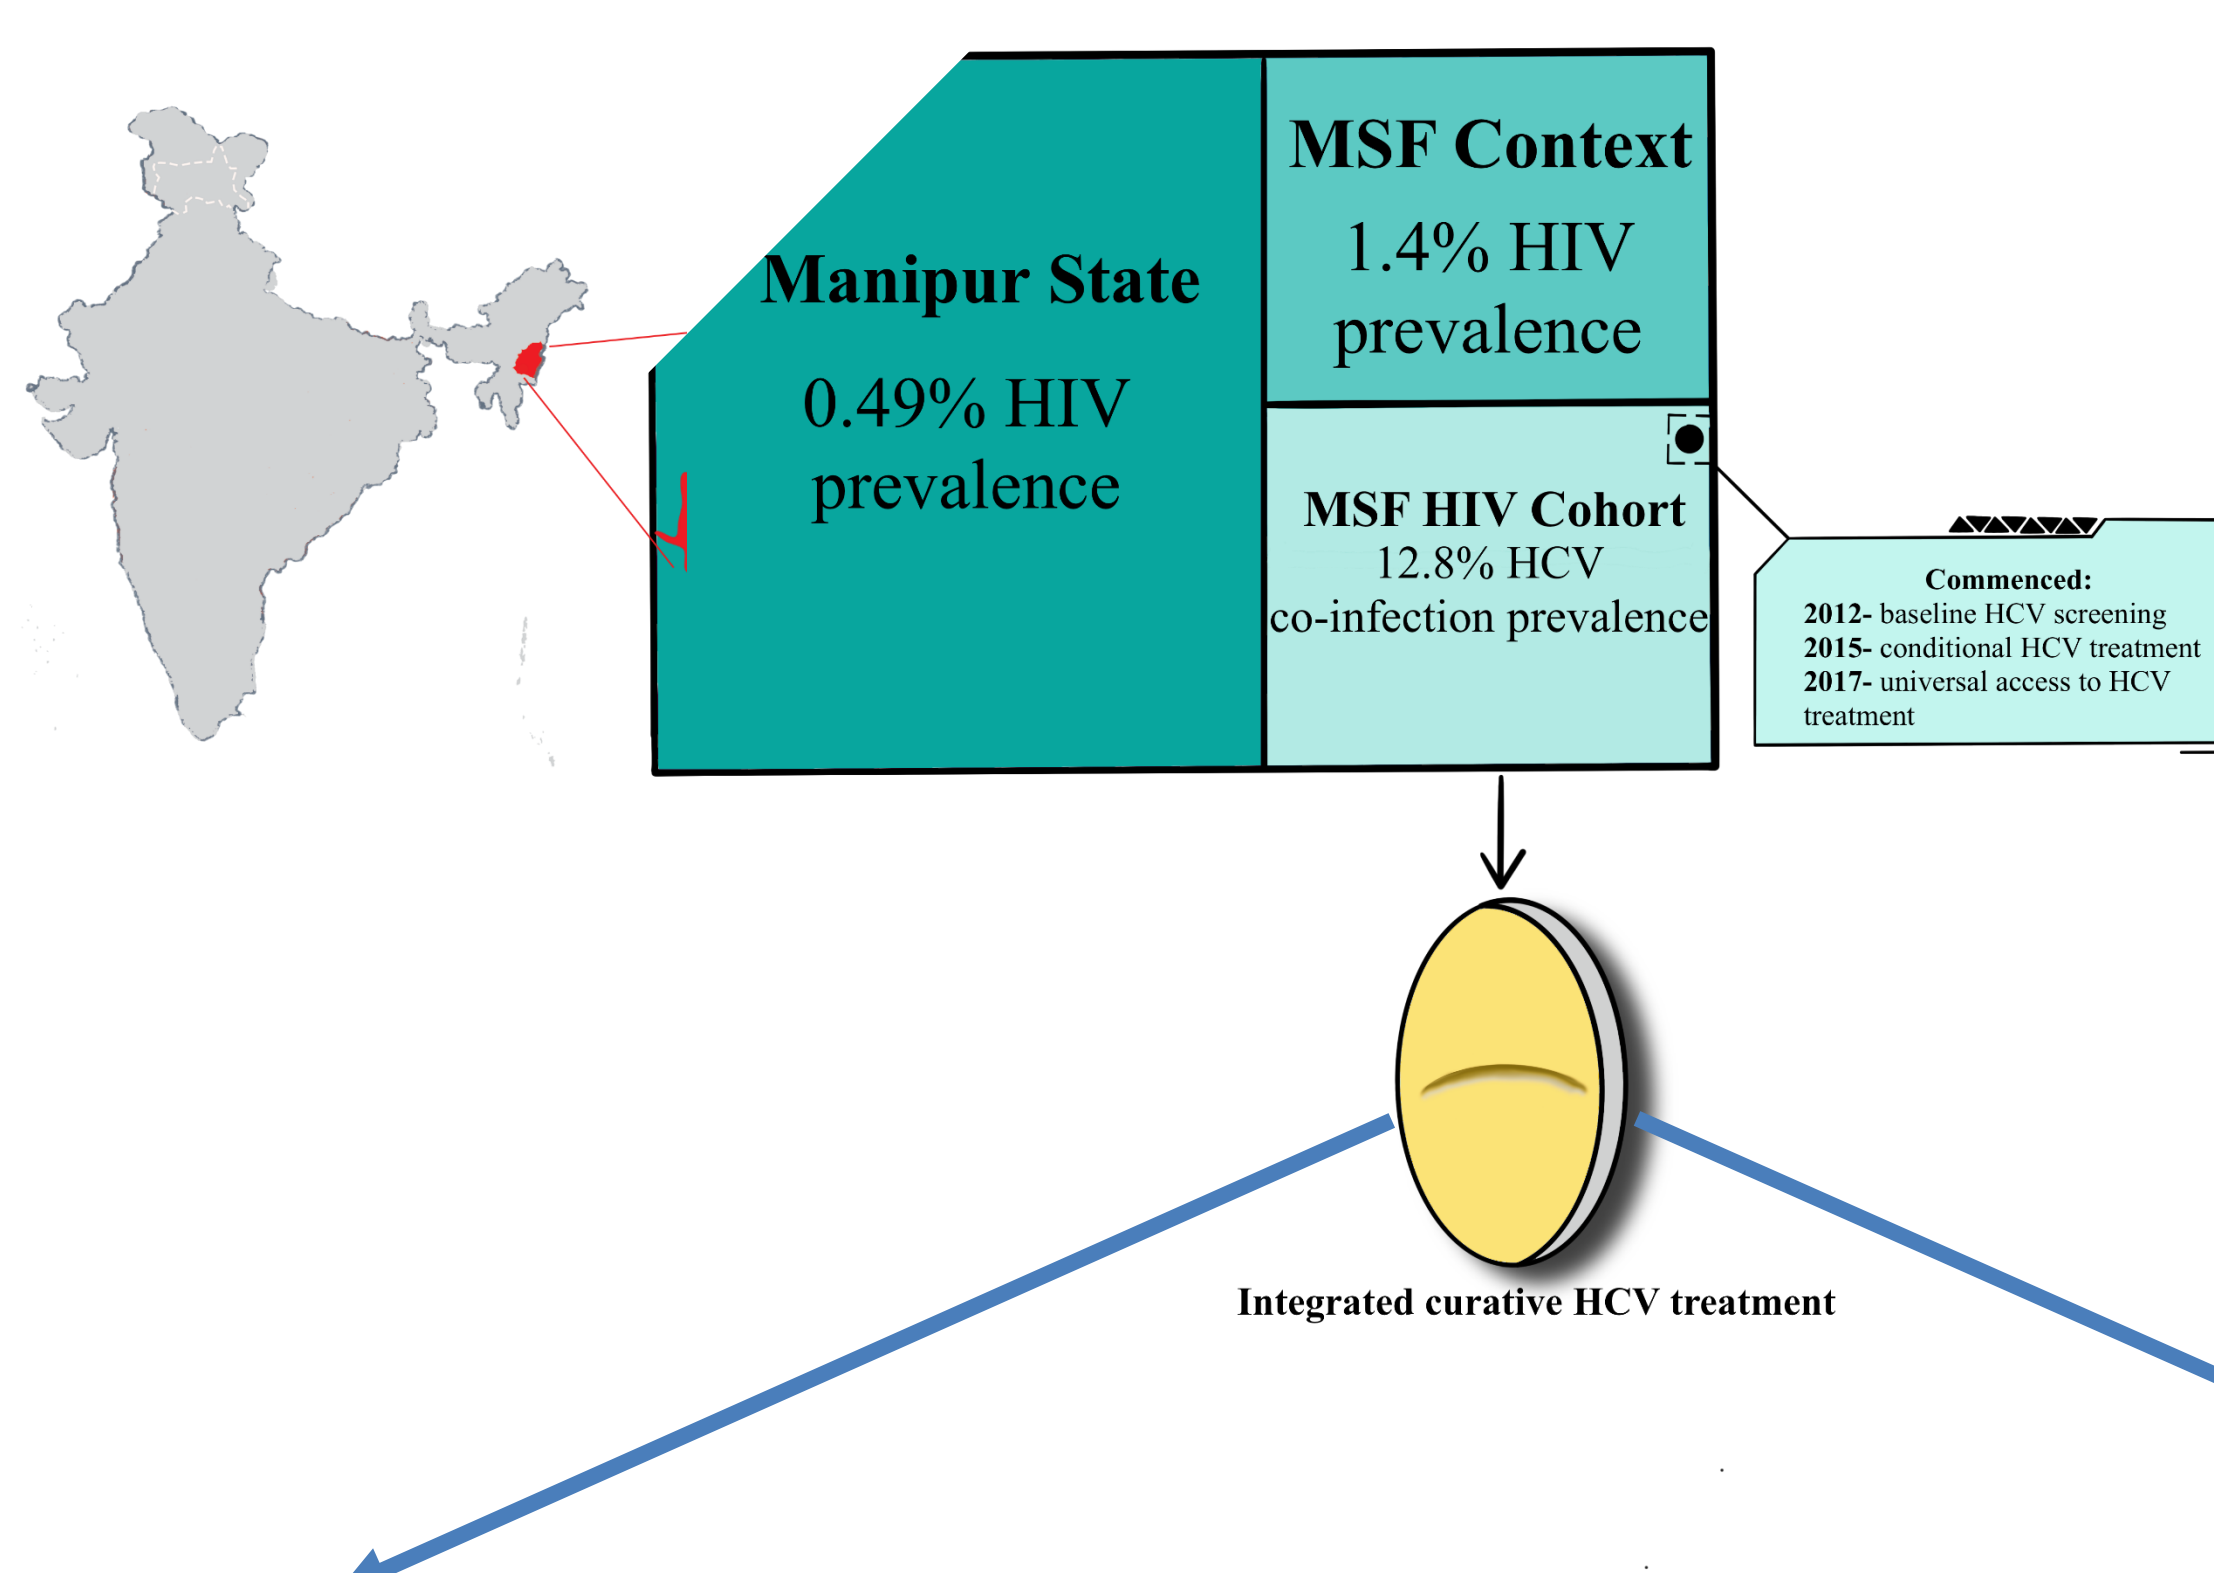 Manipur State
0.49% HIV
prevalence
MSF Context
1.4% HIV
prevalence
MSF HIV Cohort
12.8% HCV
co-infection prevalence
Commenced:
2012- baseline HCV screening
2015- conditional HCV treatment
2017- universal access to HCV
treatment
Integrated curative HCV treatment